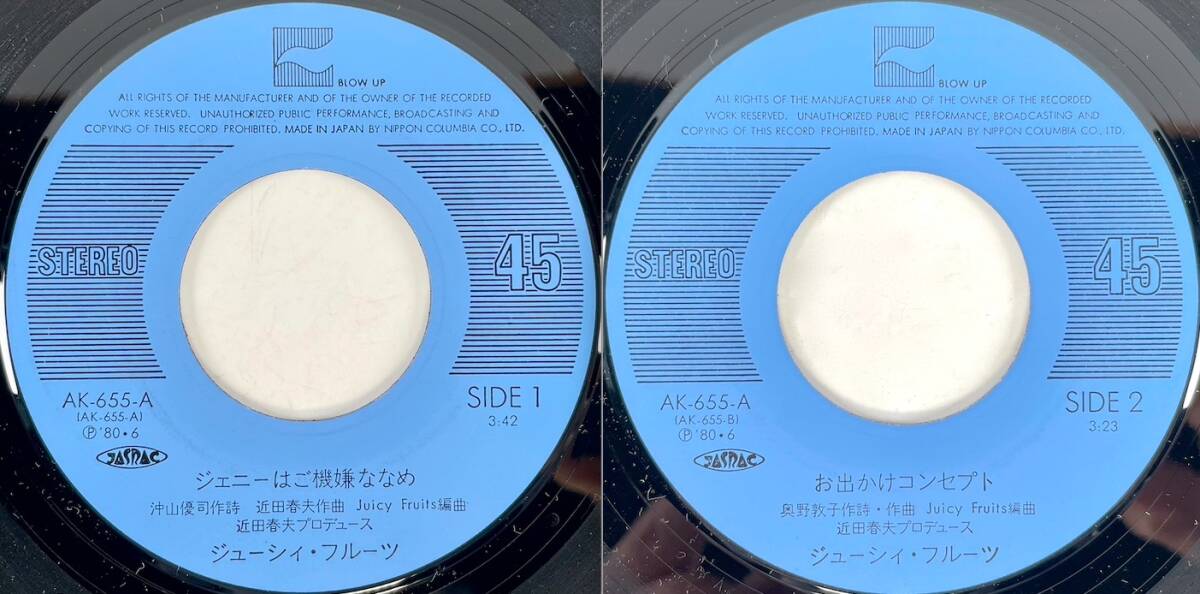 BLOW UP
ALL RIGHTS OF THE MANUFACTURER AND OF THE OWNER OF THE RECORDED
WORK RESERVED. UNAUTHORIZED PUBLIC PERFORMANCE, BROADCASTING AND
COPYING OF THIS RECORD PROHIBITED. MADE IN JAPAN BY NIPPON COLUMBIA CO., LTD.
STEREO
45
AK-655-A
(AK-655-A)
Ⓟ '80・6
SIDE 1
3:42
JASRAC
ジェニーはご機嫌ななめ
沖山優司作詩 近田春夫作曲 Juicy Fruits編曲
近田春夫プロデュース
ジューシィ・フルーツ
BLOW UP
ALL RIGHTS OF THE MANUFACTURER AND OF THE OWNER OF THE RECORDED
WORK RESERVED. UNAUTHORIZED PUBLIC PERFORMANCE, BROADCASTING AND
COPYING OF THIS RECORD PROHIBITED. MADE IN JAPAN BY NIPPON COLUMBIA CO., LTD.
STEREO
45
AK-655-A
(AK-655-B)
Ⓟ '80・6
SIDE 2
3:23
JASRAC
お出かけコンセプト
奥野敦子作詩・作曲 Juicy Fruits編曲
近田春夫プロデュース
ジューシィ・フルーツ